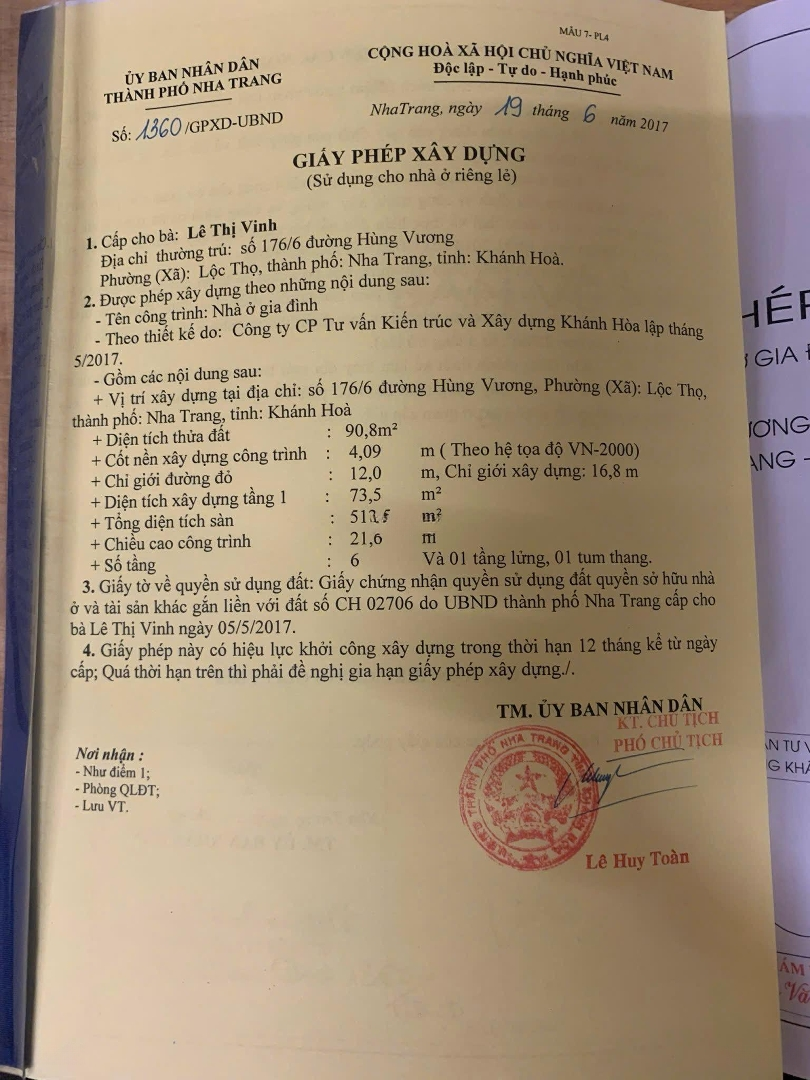 MẪU 7- PL4
ỦY BAN NHÂN DÂN
THÀNH PHỐ NHA TRANG
CỘNG HOÀ XÃ HỘI CHỦ NGHĨA VIỆT NAM
Độc lập - Tự do - Hạnh phúc
Số: 1360/GPXD-UBND
NhaTrang, ngày 19 tháng 6 năm 2017
GIẤY PHÉP XÂY DỰNG
(Sử dụng cho nhà ở riêng lẻ)
1. Cấp cho bà: Lê Thị Vinh
Địa chỉ thường trú: số 176/6 đường Hùng Vương
Phường (Xã): Lộc Thọ, thành phố: Nha Trang, tỉnh: Khánh Hoà.
2. Được phép xây dựng theo những nội dung sau:
- Tên công trình: Nhà ở gia đình
- Theo thiết kế do: Công ty CP Tư vấn Kiến trúc và Xây dựng Khánh Hòa lập tháng
5/2017.
- Gồm các nội dung sau:
+ Vị trí xây dựng tại địa chỉ: số 176/6 đường Hùng Vương, Phường (Xã): Lộc Thọ,
thành phố: Nha Trang, tỉnh: Khánh Hoà
+ Diện tích thửa đất : 90,8m²
+ Cốt nền xây dựng công trình : 4,09 m ( Theo hệ tọa độ VN-2000)
+ Chỉ giới đường đỏ : 12,0 m, Chỉ giới xây dựng: 16,8 m
+ Diện tích xây dựng tầng 1 : 73,5 m²
+ Tổng diện tích sàn : m²
+ Chiều cao công trình : 21,6 m
+ Số tầng : 6 Và 01 tầng lửng, 01 tum thang.
3. Giấy tờ về quyền sử dụng đất: Giấy chứng nhận quyền sử dụng đất quyền sở hữu nhà
ở và tài sản khác gắn liền với đất số CH 02706 do UBND thành phố Nha Trang cấp cho
bà Lê Thị Vinh ngày 05/5/2017.
4. Giấy phép này có hiệu lực khởi công xây dựng trong thời hạn 12 tháng kể từ ngày
cấp; Quá thời hạn trên thì phải đề nghị gia hạn giấy phép xây dựng./.
TM. ỦY BAN NHÂN DÂN
KT. CHỦ TỊCH
PHÓ CHỦ TỊCH
Nơi nhận :
- Như điểm 1;
- Phòng QLĐT;
- Lưu VT.
Lê Huy Toàn
HÉP
GIA
ANG -